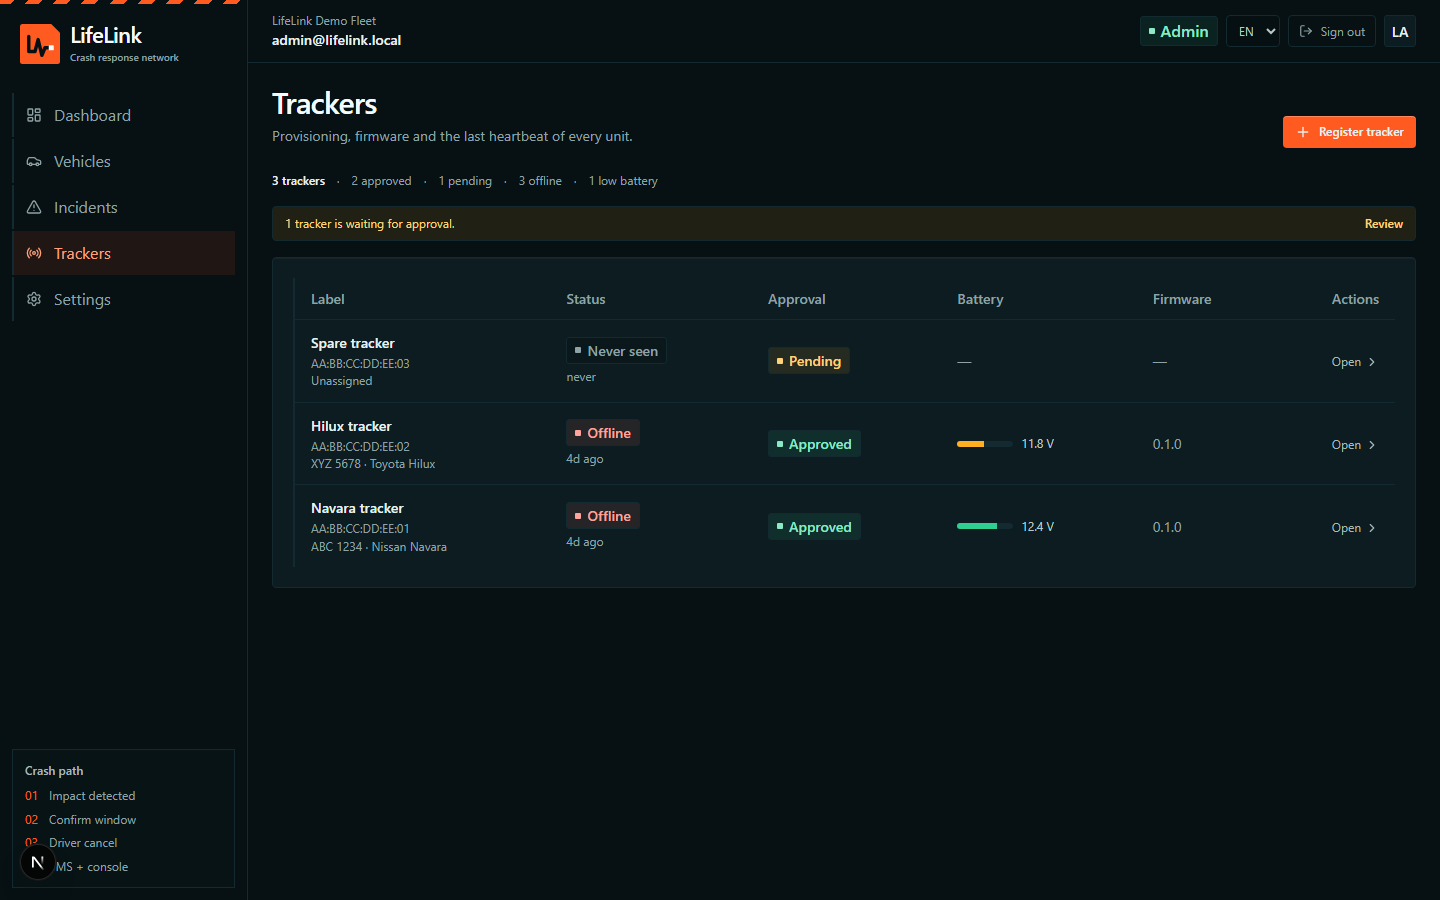 LifeLink
Crash response network
Dashboard
Vehicles
Incidents
Trackers
Settings
Crash path
01 Impact detected
02 Confirm window
03 Driver cancel
MS + console
N
LifeLink Demo Fleet
admin@lifelink.local
Admin
EN
Sign out
LA
Trackers
Provisioning, firmware and the last heartbeat of every unit.
Register tracker
3 trackers · 2 approved · 1 pending · 3 offline · 1 low battery
1 tracker is waiting for approval. Review
Label Status Approval Battery Firmware Actions
Spare tracker
AA:BB:CC:DD:EE:03
Unassigned
Never seen
never
Pending
—
—
Open
Hilux tracker
AA:BB:CC:DD:EE:02
XYZ 5678 · Toyota Hilux
Offline
4d ago
Approved
11.8 V
0.1.0
Open
Navara tracker
AA:BB:CC:DD:EE:01
ABC 1234 · Nissan Navara
Offline
4d ago
Approved
12.4 V
0.1.0
Open